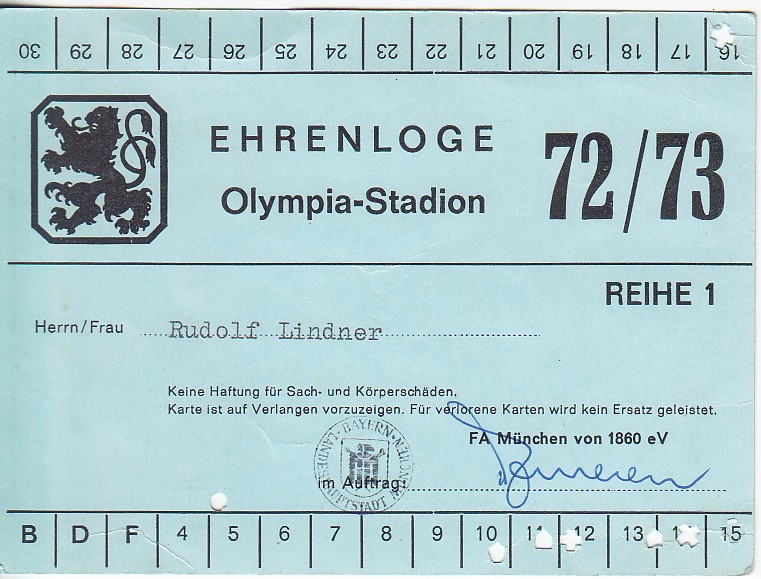 30 29 28 27 26 25 24 23 22 21 20 19 18 17 16
EHRENLOGE
Olympia-Stadion
72/73
REIHE 1
Herrn/Frau Rudolf Lindner
Keine Haftung für Sach- und Körperschäden.
Karte ist auf Verlangen vorzuzeigen. Für verlorene Karten wird kein Ersatz geleistet.
FA München von 1860 eV
BAYERN
LANDESHAUPTSTADT MÜNCHEN
im Auftrag:
B D F 4 5 6 7 8 9 10 11 12 13 15